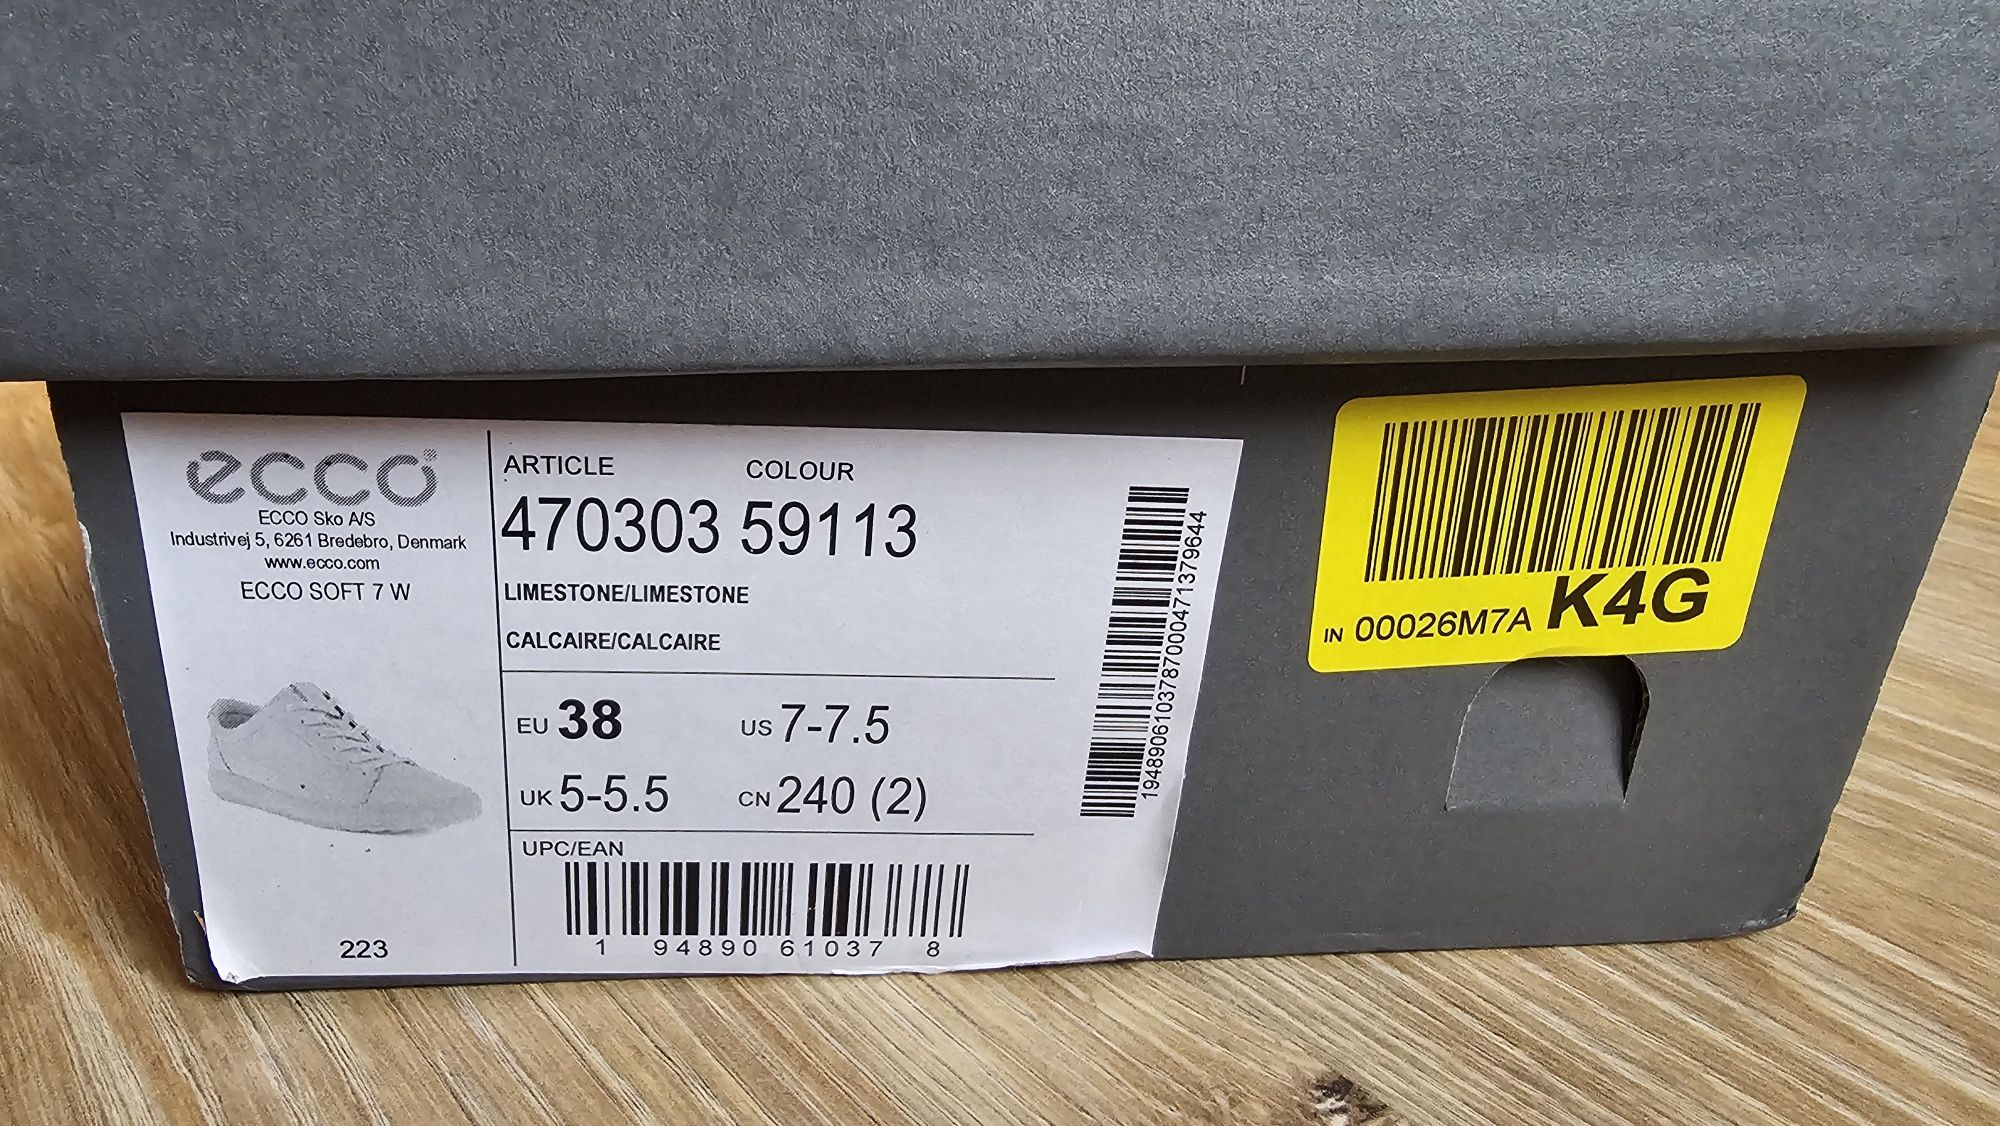 ecco
ECCO Sko A/S
Industrivej 5, 6261 Bredebro, Denmark
www.ecco.com
ECCO SOFT 7 W
223
ARTICLE COLOUR
470303 59113
LIMESTONE/LIMESTONE
CALCAIRE/CALCAIRE
EU 38 US 7-7.5
UK 5-5.5 CN 240 (2)
UPC/EAN
1 94890 61037 8
1948906103787000471379644
IN 00026M7A K4G